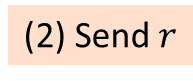 (2) Send r